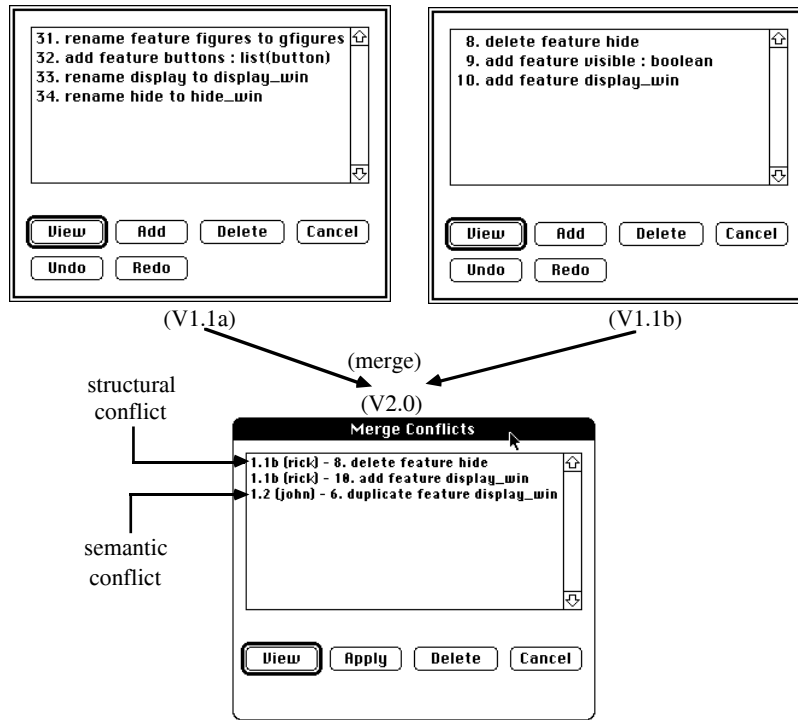 31. rename feature figures to gfigures
32. add feature buttons : list(button)
33. rename display to display_win
34. rename hide to hide_win
View Add Delete Cancel
Undo Redo
(V1.1a)
8. delete feature hide
9. add feature visible : boolean
10. add feature display_win
View Add Delete Cancel
Undo Redo
(V1.1b)
(merge)
(V2.0)
structural
conflict
semantic
conflict
Merge Conflicts
1.1b (rick) - 8. delete feature hide
1.1b (rick) - 10. add feature display_win
1.2 (john) - 6. duplicate feature display_win
View Apply Delete Cancel